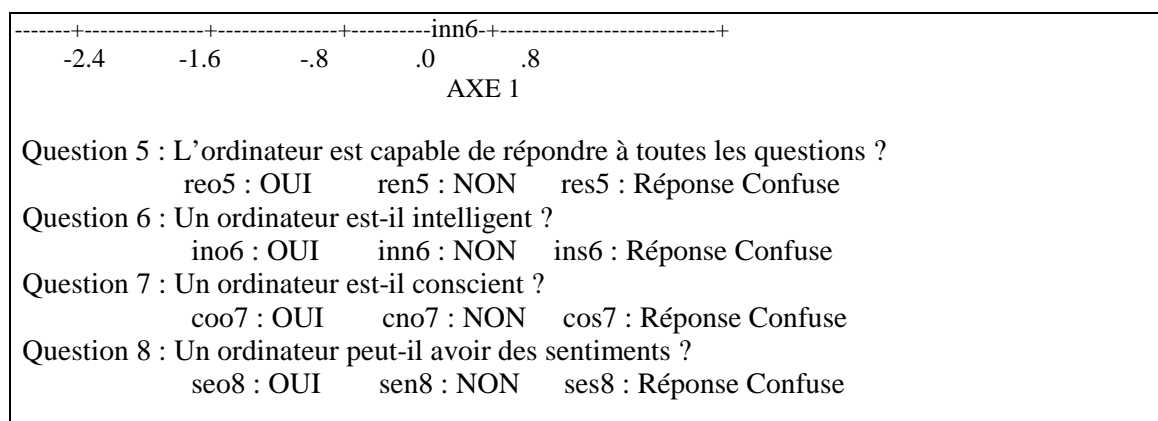 -------+---------------+---------------+----------inn6-+---------------------------+
-2.4 -1.6 -.8 .0 .8
AXE 1
Question 5 : L’ordinateur est capable de répondre à toutes les questions ?
reo5 : OUI ren5 : NON res5 : Réponse Confuse
Question 6 : Un ordinateur est-il intelligent ?
ino6 : OUI inn6 : NON ins6 : Réponse Confuse
Question 7 : Un ordinateur est-il conscient ?
coo7 : OUI cno7 : NON cos7 : Réponse Confuse
Question 8 : Un ordinateur peut-il avoir des sentiments ?
seo8 : OUI sen8 : NON ses8 : Réponse Confuse